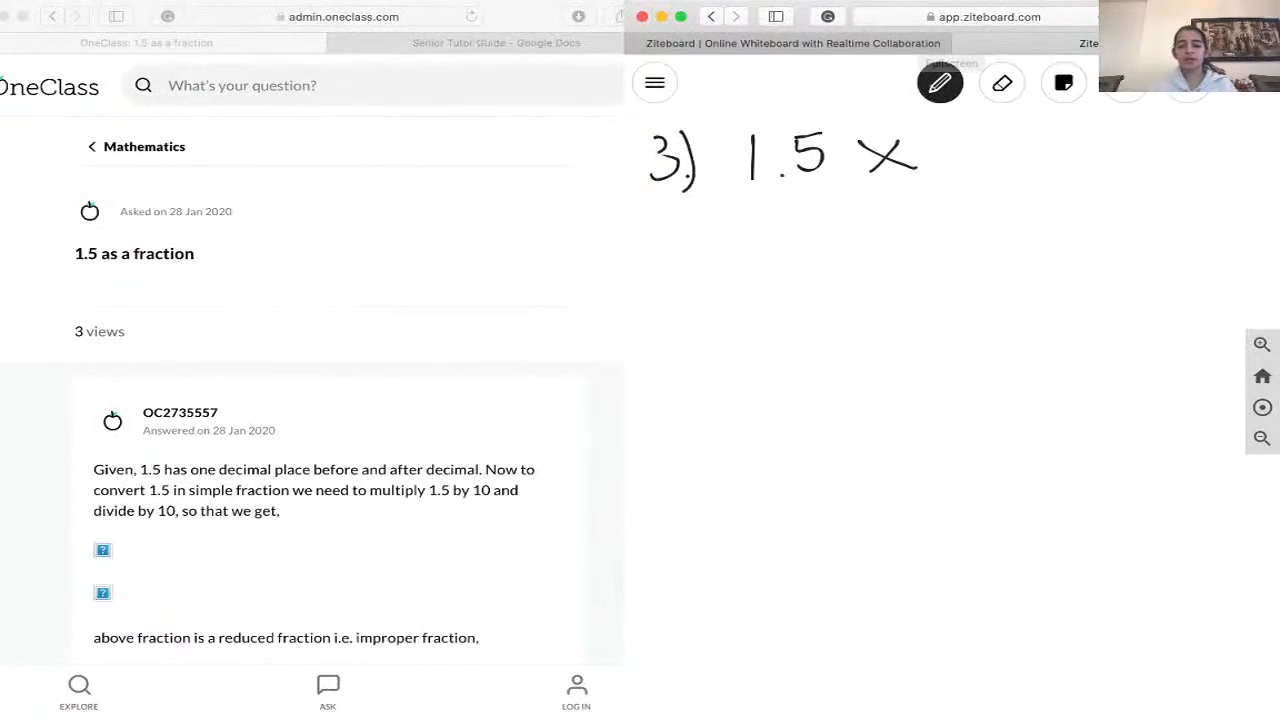 admin.oneclass.com
app.ziteboard.com
OneClass: 1.5 as a fraction
Senior Tutor Guide - Google Docs
Ziteboard | Online Whiteboard with Realtime Collaboration
Zite
Fullscreen
OneClass
What's your question?
3.) 1.5 ×
Mathematics
Asked on 28 Jan 2020
1.5 as a fraction
3 views
OC2735557
Answered on 28 Jan 2020
Given, 1.5 has one decimal place before and after decimal. Now to
convert 1.5 in simple fraction we need to multiply 1.5 by 10 and
divide by 10, so that we get,
?
?
above fraction is a reduced fraction i.e. improper fraction,
EXPLORE
ASK
LOG IN